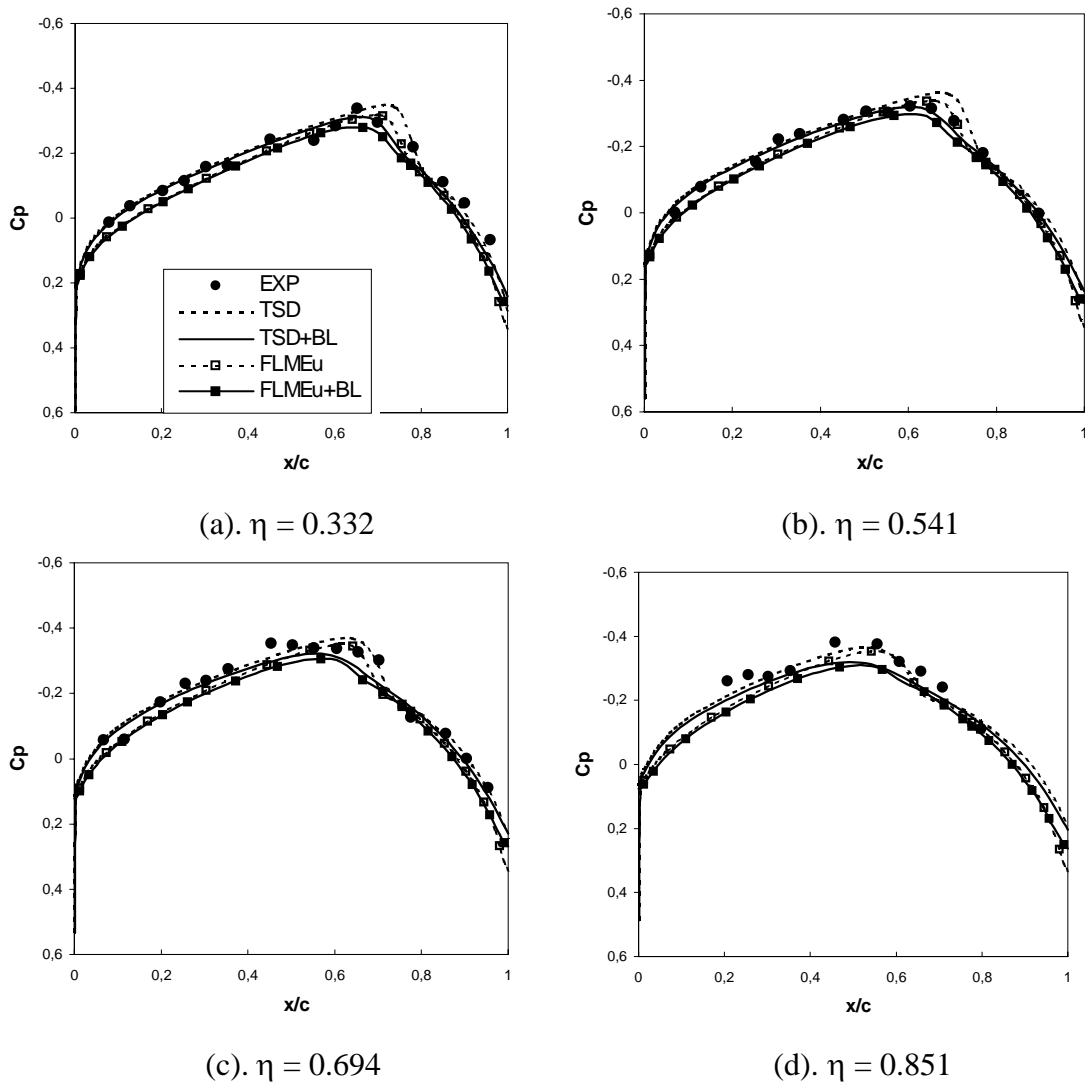 -0,6
-0,4
-0,2
0
0,2
0,4
0,6
Cp
EXP
TSD
TSD+BL
FLMEu
FLMEu+BL
0 0,2 0,4 0,6 0,8 1
x/c
(a). η = 0.332
-0,6
-0,4
-0,2
0
0,2
0,4
0,6
Cp
0 0,2 0,4 0,6 0,8 1
x/c
(b). η = 0.541
-0,6
-0,4
-0,2
0
0,2
0,4
0,6
Cp
0 0,2 0,4 0,6 0,8 1
x/c
(c). η = 0.694
-0,6
-0,4
-0,2
0
0,2
0,4
0,6
Cp
0 0,2 0,4 0,6 0,8 1
x/c
(d). η = 0.851